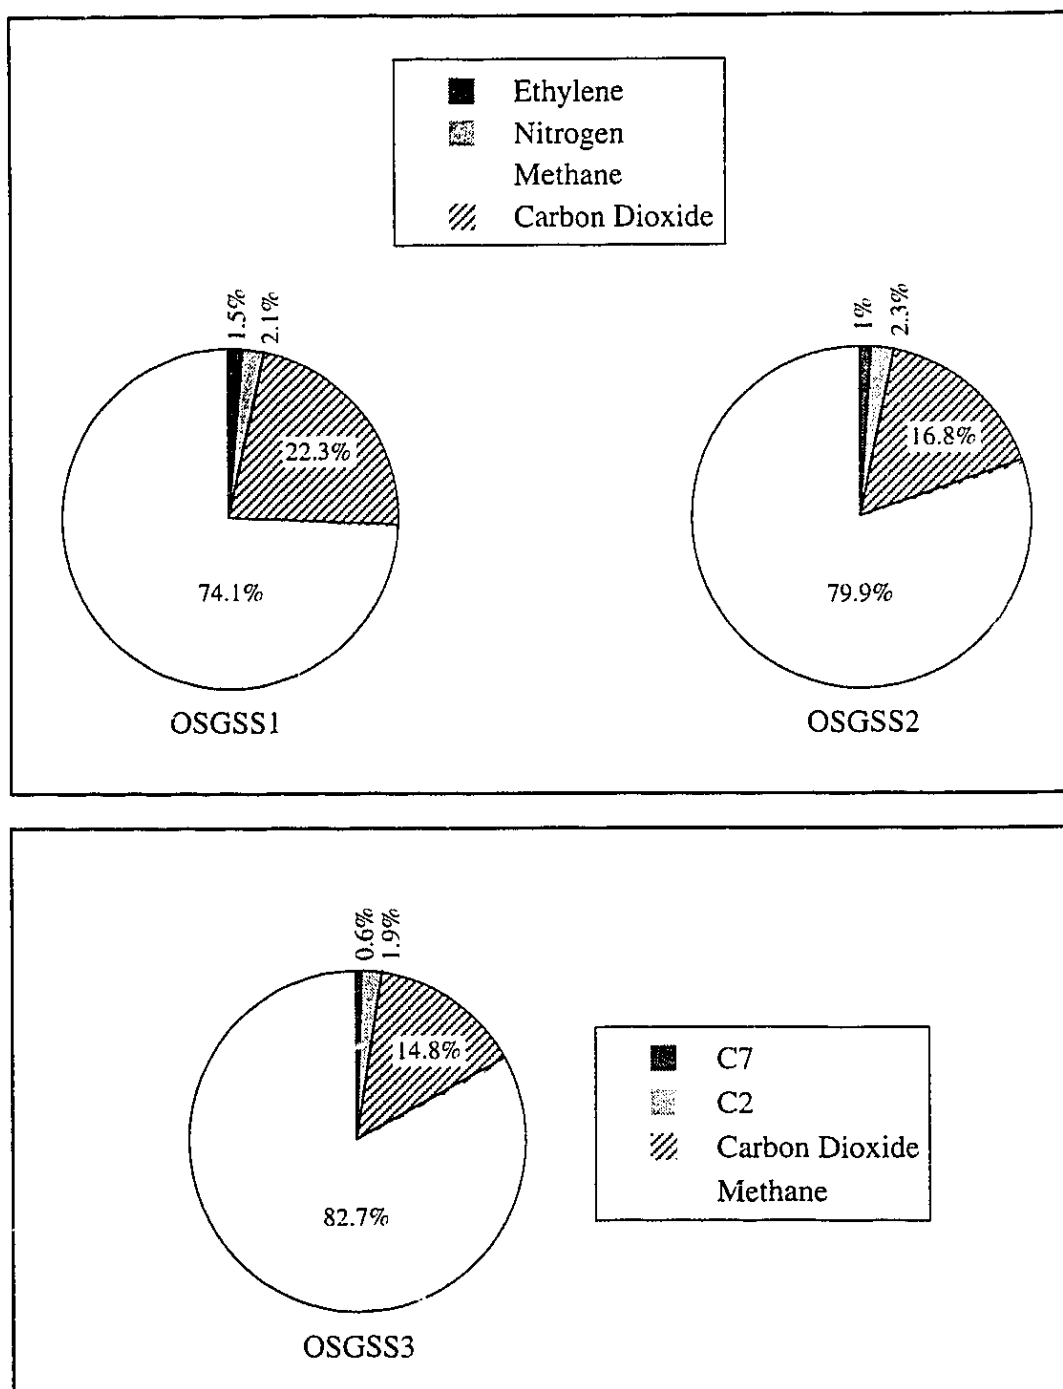 Ethylene
Nitrogen
Methane
Carbon Dioxide
1.5%
2.1%
22.3%
74.1%
OSGSS1
1%
2.3%
16.8%
79.9%
OSGSS2
0.6%
1.9%
14.8%
82.7%
OSGSS3
C7
C2
Carbon Dioxide
Methane